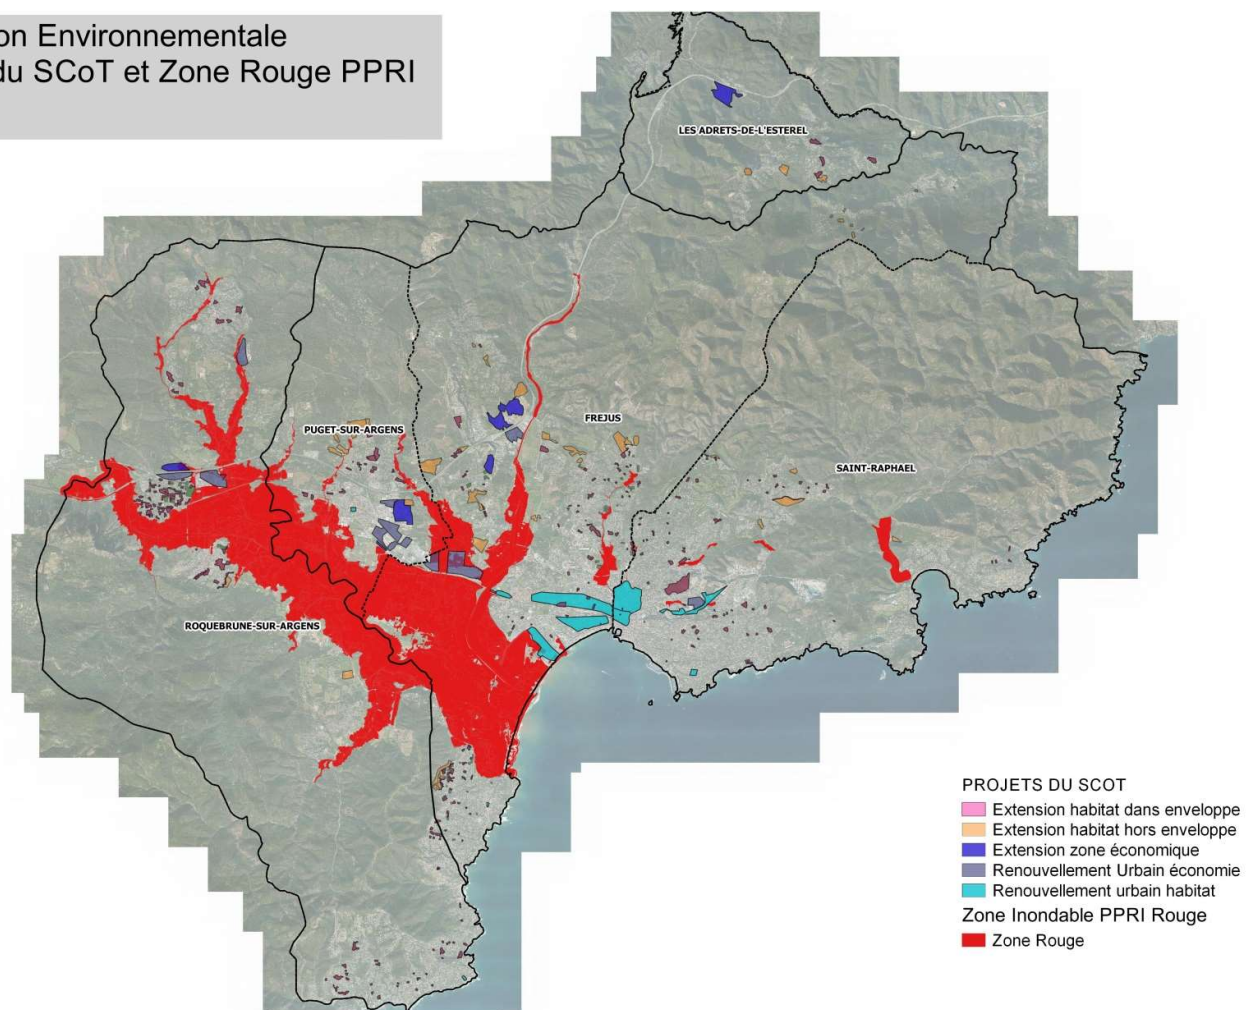 on Environnementale
du SCoT et Zone Rouge PPRI
LES ADRETS-DE-L'ESTEREL
PUGET-SUR-ARGENS
FREJUS
SAINT-RAPHAEL
ROQUEBRUNE-SUR-ARGENS
PROJETS DU SCOT
Extension habitat dans enveloppe
Extension habitat hors enveloppe
Extension zone économique
Renouvellement Urbain économie
Renouvellement urbain habitat
Zone Inondable PPRI Rouge
Zone Rouge